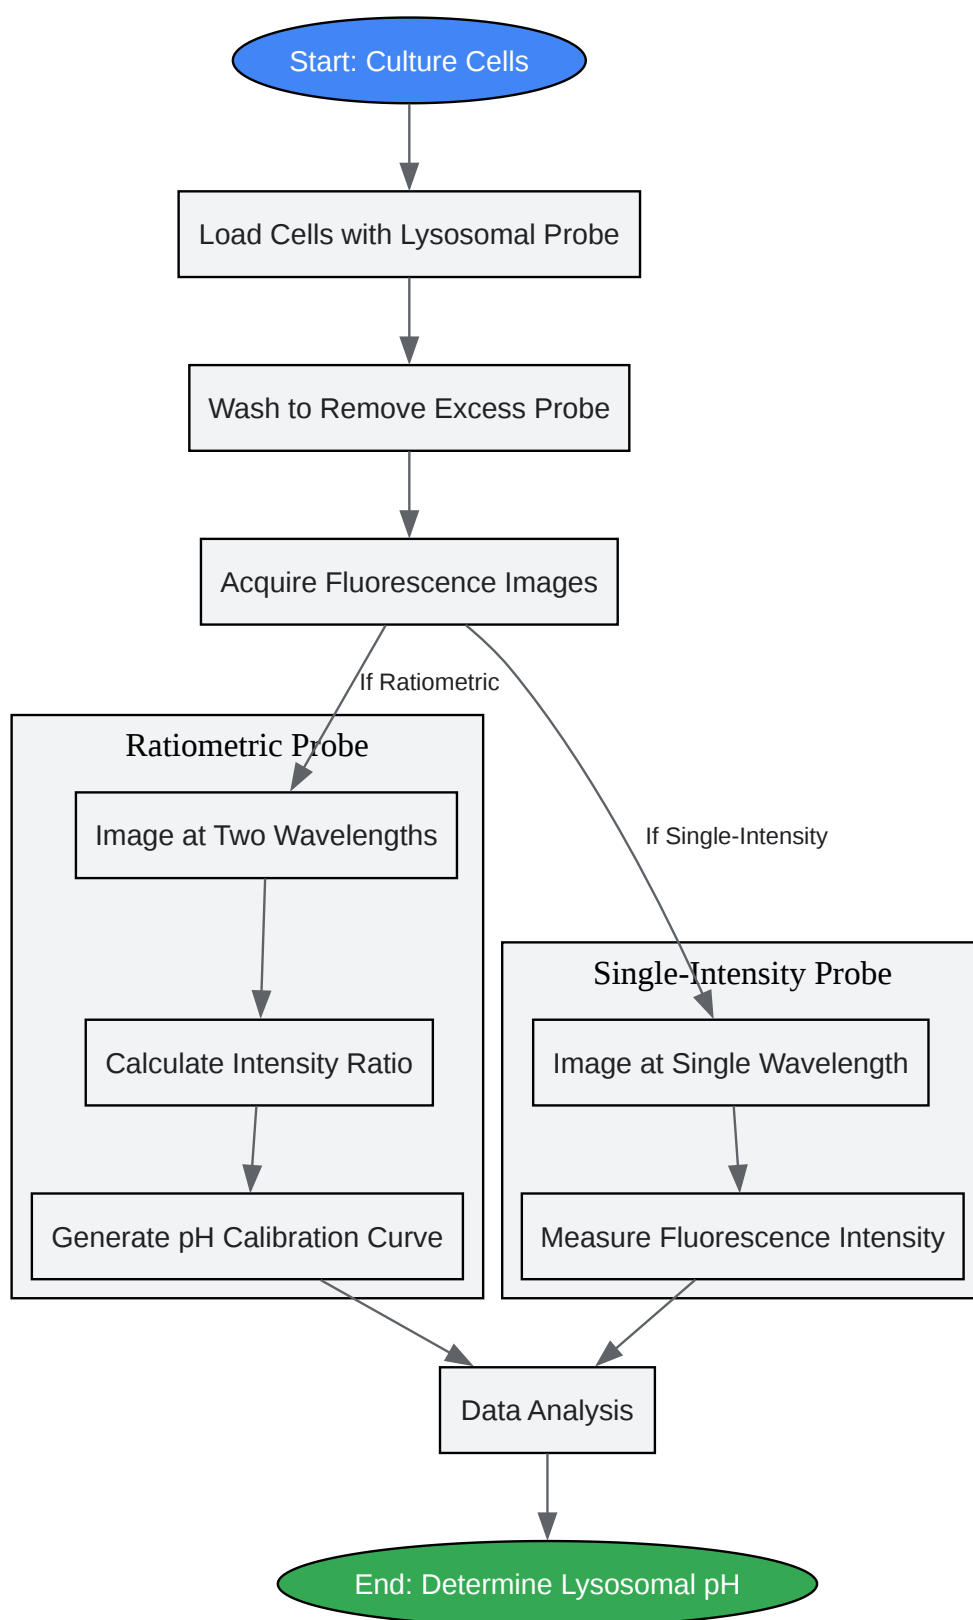 Start: Culture Cells
Load Cells with Lysosomal Probe
Wash to Remove Excess Probe
Acquire Fluorescence Images
If Ratiometric
Ratiometric Probe
Image at Two Wavelengths
If Single-Intensity
Single-Intensity Probe
Calculate Intensity Ratio
Image at Single Wavelength
Generate pH Calibration Curve
Measure Fluorescence Intensity
Data Analysis
End: Determine Lysosomal pH